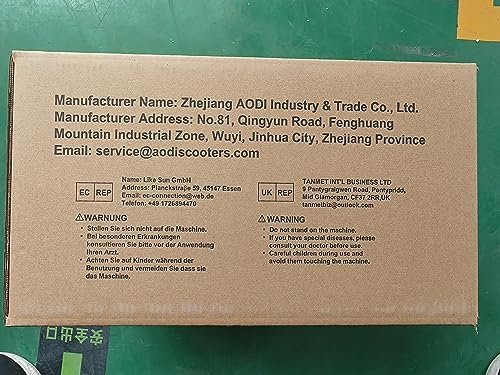 Manufacturer Name: Zhejiang AODI Industry & Trade Co., Ltd.
Manufacturer Address: No.81, Qingyun Road, Fenghuang
Mountain Industrial Zone, Wuyi, Jinhua City, Zhejiang Province
Email: service@aodiscooters.com
EC REP
Name: Like Sun GmbH
Address: Planckstraße 59, 45147 Essen
Email: ec-connection@web.de
Telefon: +49 1726894470
UK REP
TANMET INT'L BUSINESS LTD
9 Pantygraigwen Road, Pontypridd,
Mid Glamorgan, CF37 2RR,UK
tanmetbiz@outlook.com
⚠WARNUNG
• Stellen Sie sich nicht auf die Maschine.
• Bei besonderen Erkrankungen
konsultieren Sie bitte vor der Anwendung
Ihren Arzt.
• Achten Sie auf Kinder während der
Benutzung und vermeiden Sie dass sie
das Maschine.
⚠WARNING
• Do not stand on the machine.
• If you have special diseases, please
consult your doctor before use.
• Careful children during use and
avoid them touching the machine.
安全出口